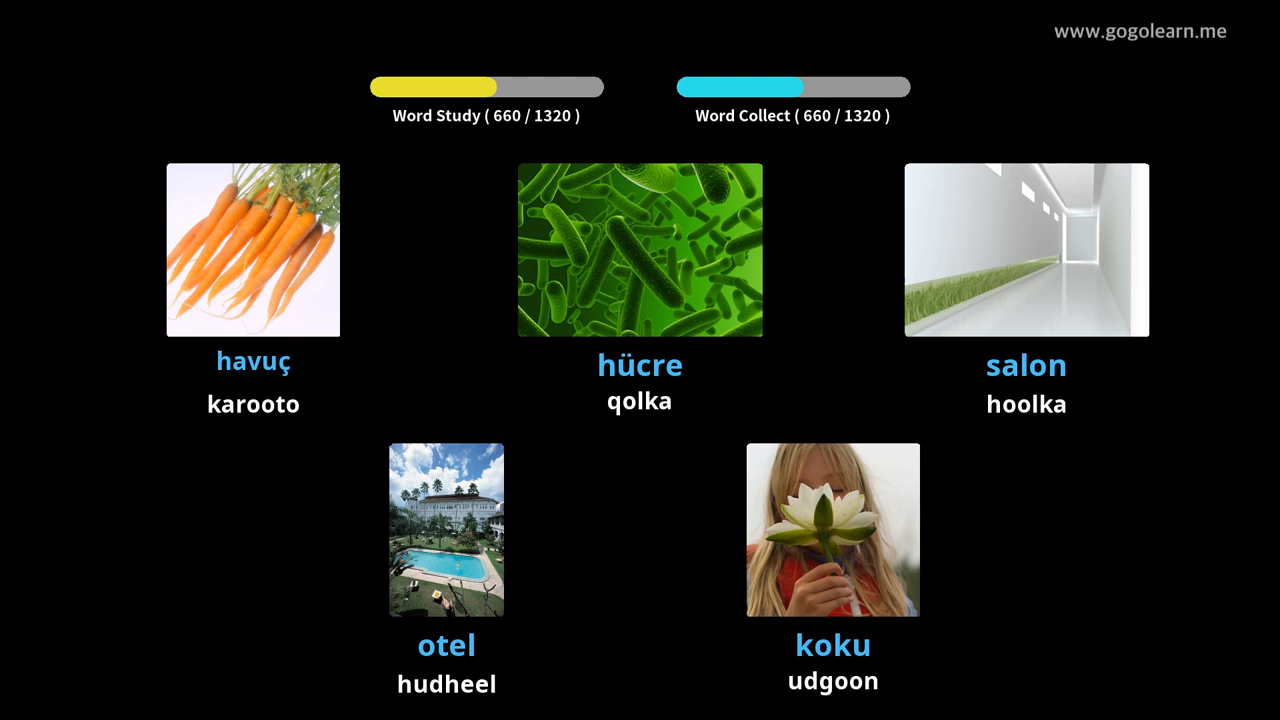 www.gogolearn.me
Word Study ( 660 / 1320 )
Word Collect ( 660 / 1320 )
havuç
karooto
hücre
qolka
salon
hoolka
otel
hudheel
koku
udgoon